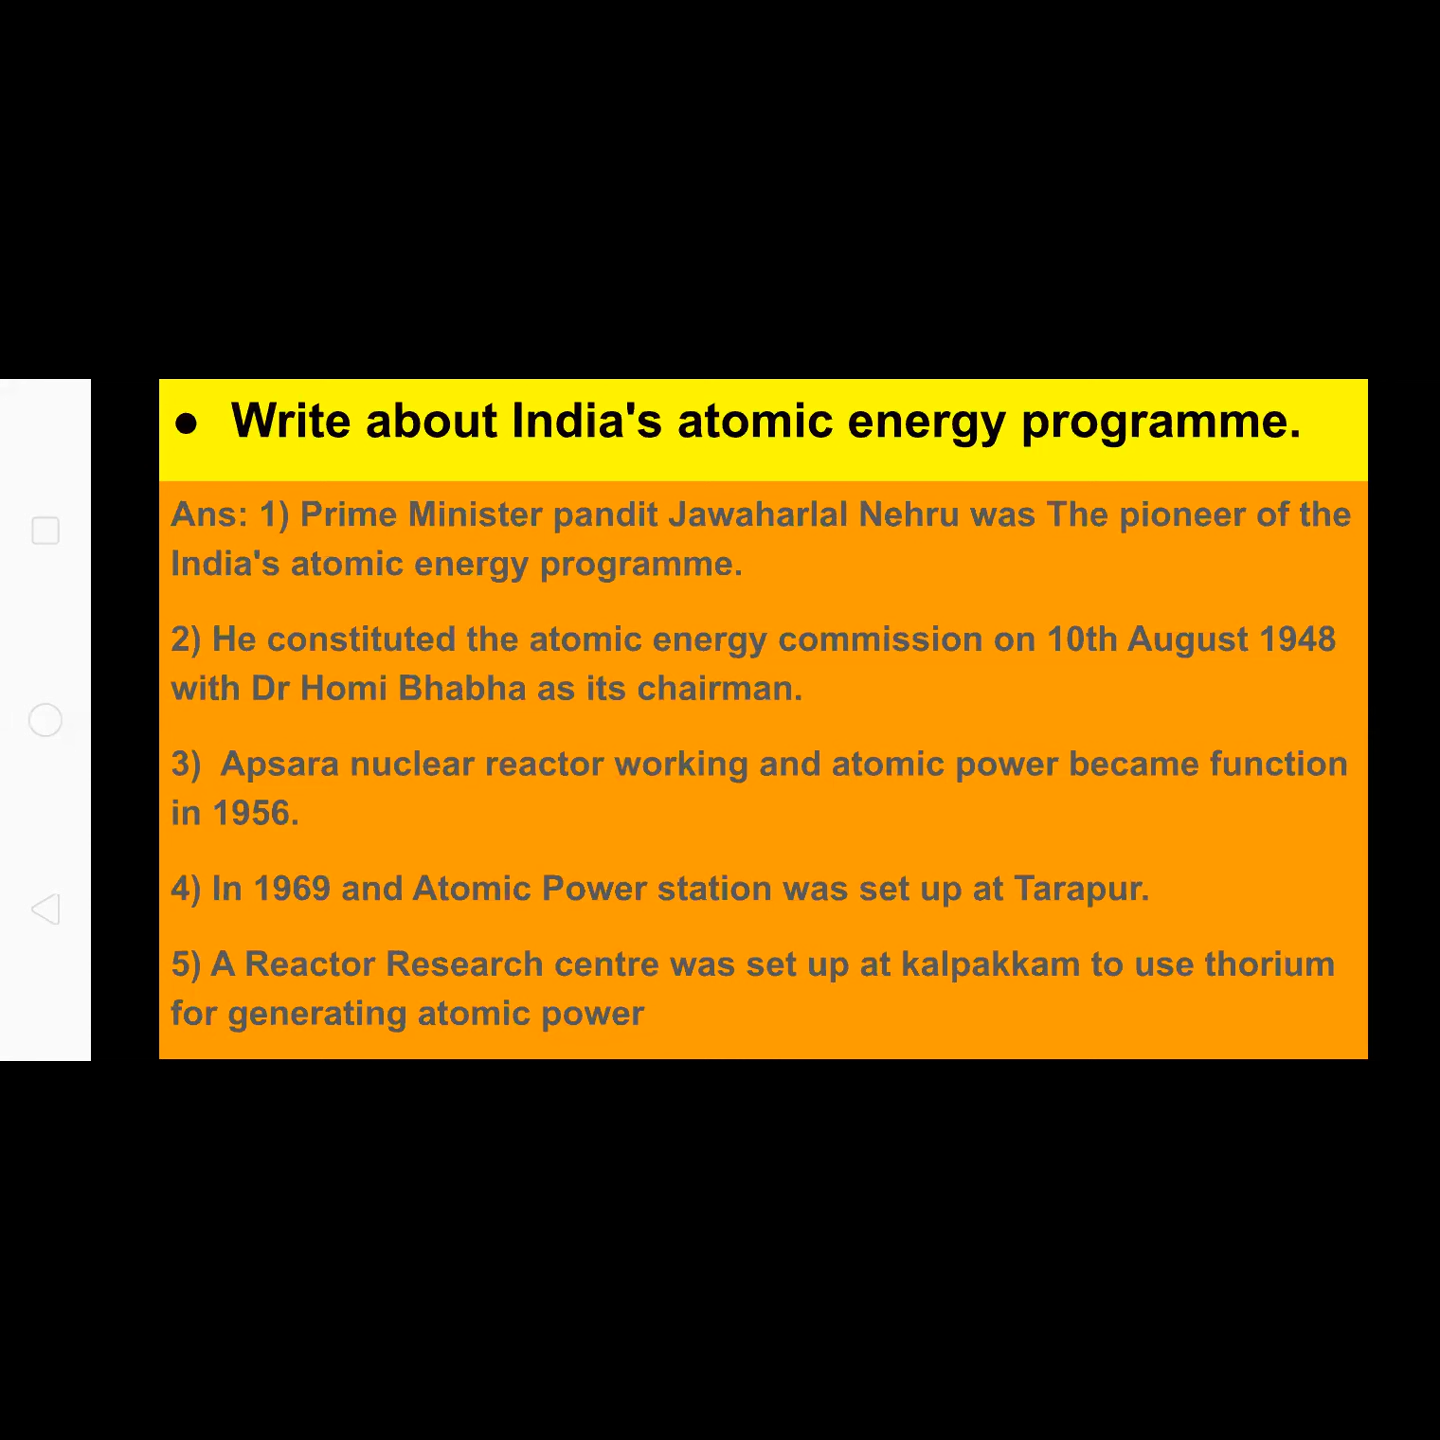 ● Write about India's atomic energy programme.
Ans: 1) Prime Minister pandit Jawaharlal Nehru was The pioneer of the
India's atomic energy programme.
2) He constituted the atomic energy commission on 10th August 1948
with Dr Homi Bhabha as its chairman.
3) Apsara nuclear reactor working and atomic power became function
in 1956.
4) In 1969 and Atomic Power station was set up at Tarapur.
5) A Reactor Research centre was set up at kalpakkam to use thorium
for generating atomic power